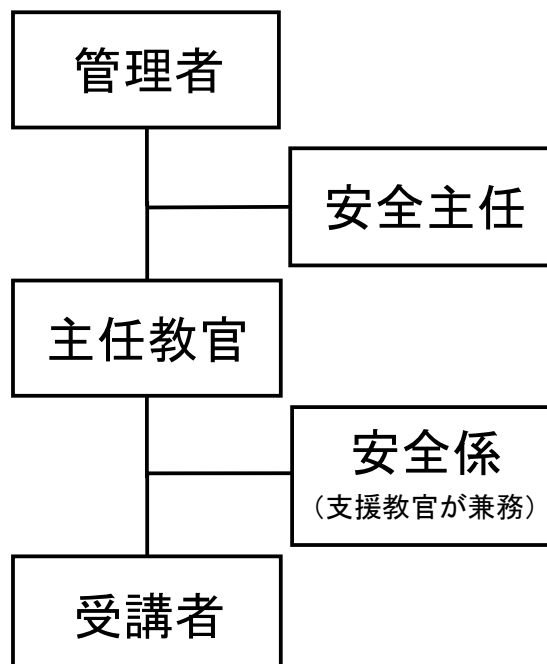 管理者
安全主任
主任教官
安全係
（支援教官が兼務）
受講者